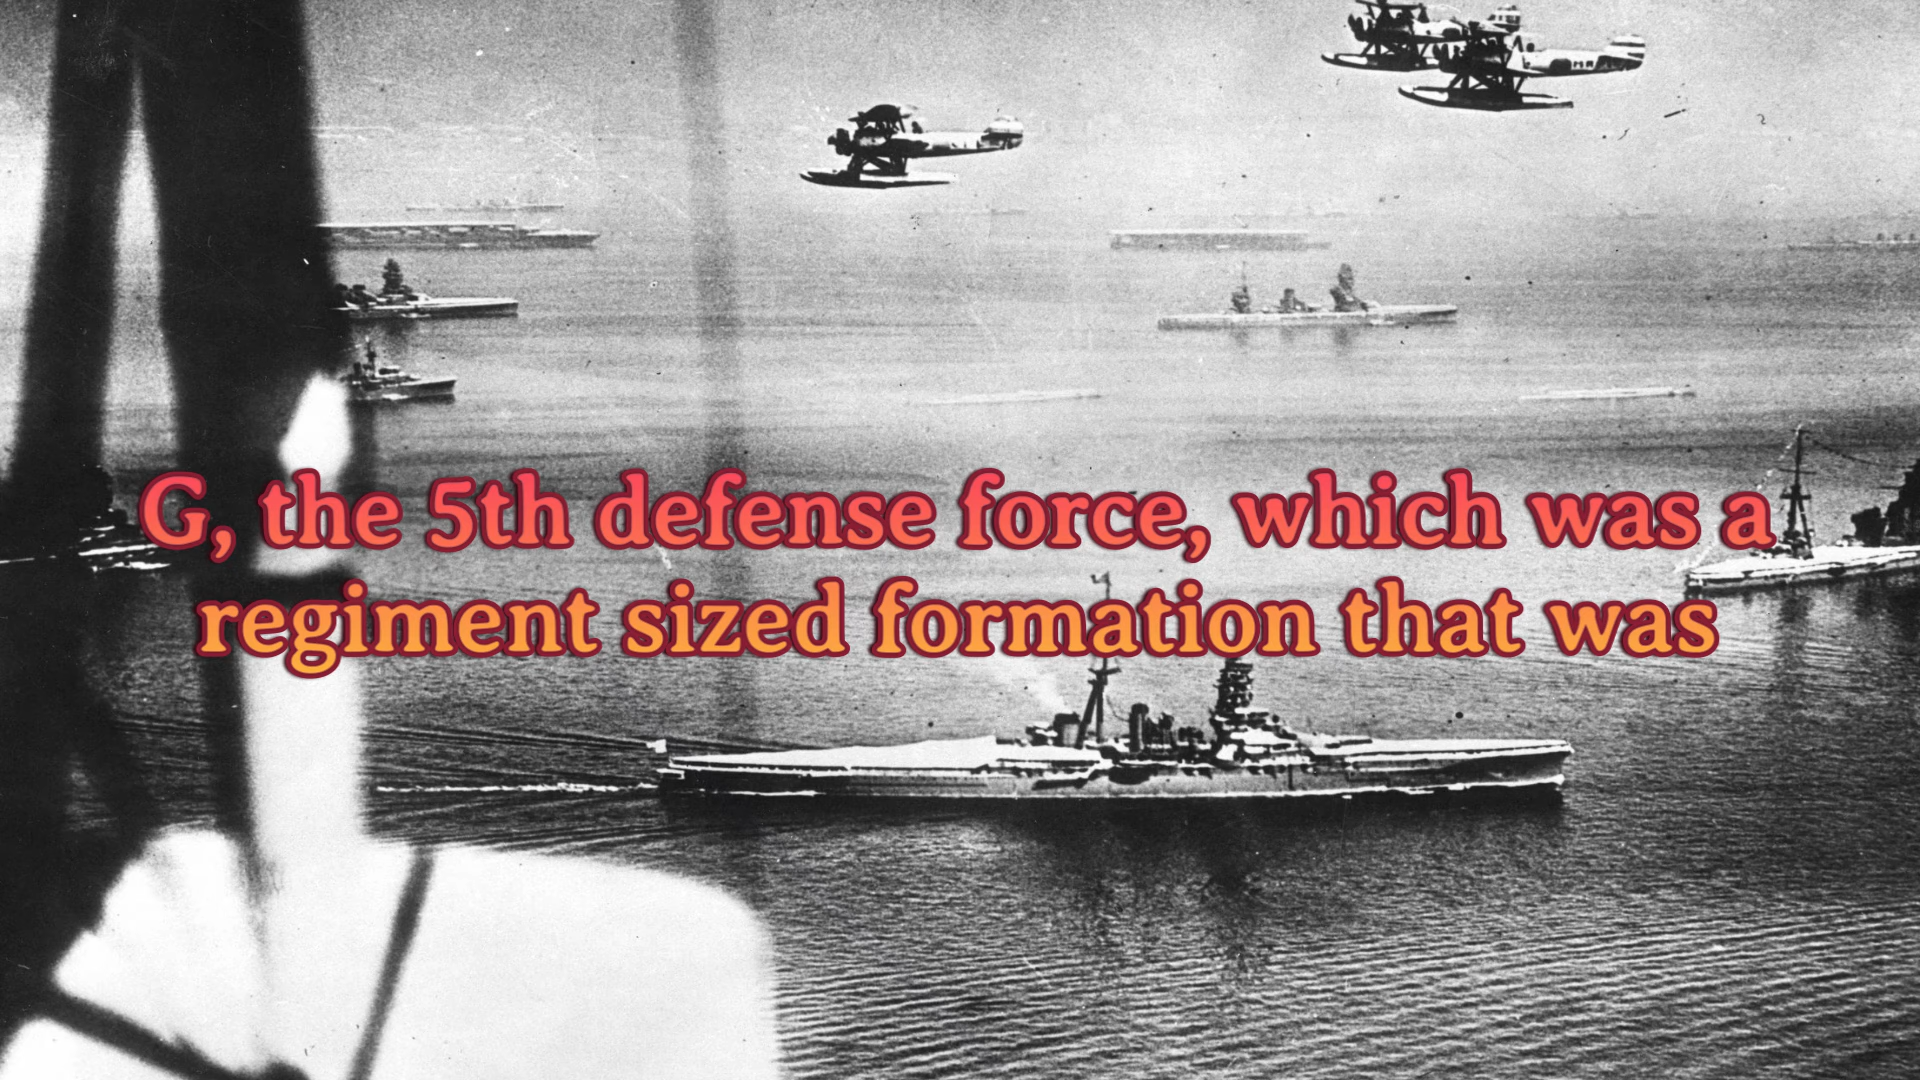 G, the 5th defense force, which was a
regiment sized formation that was